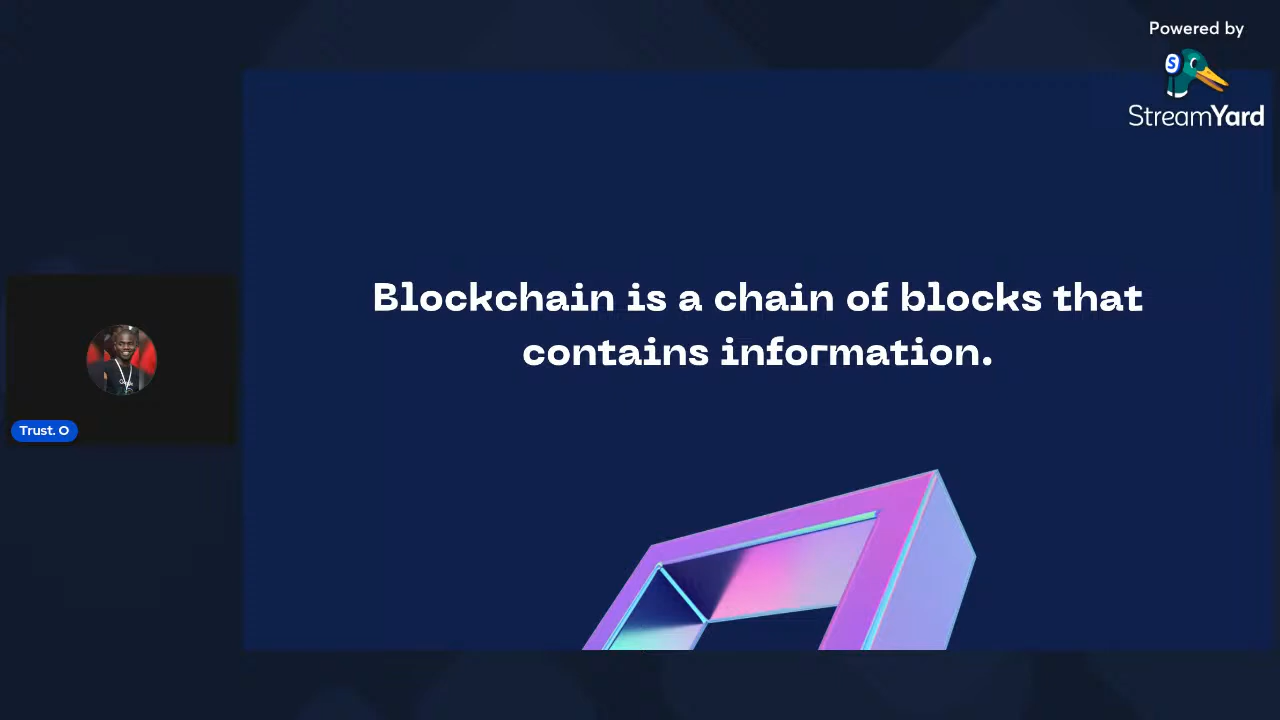 Powered by
S
StreamYard
Blockchain is a chain of blocks that
contains information.
Trust. O